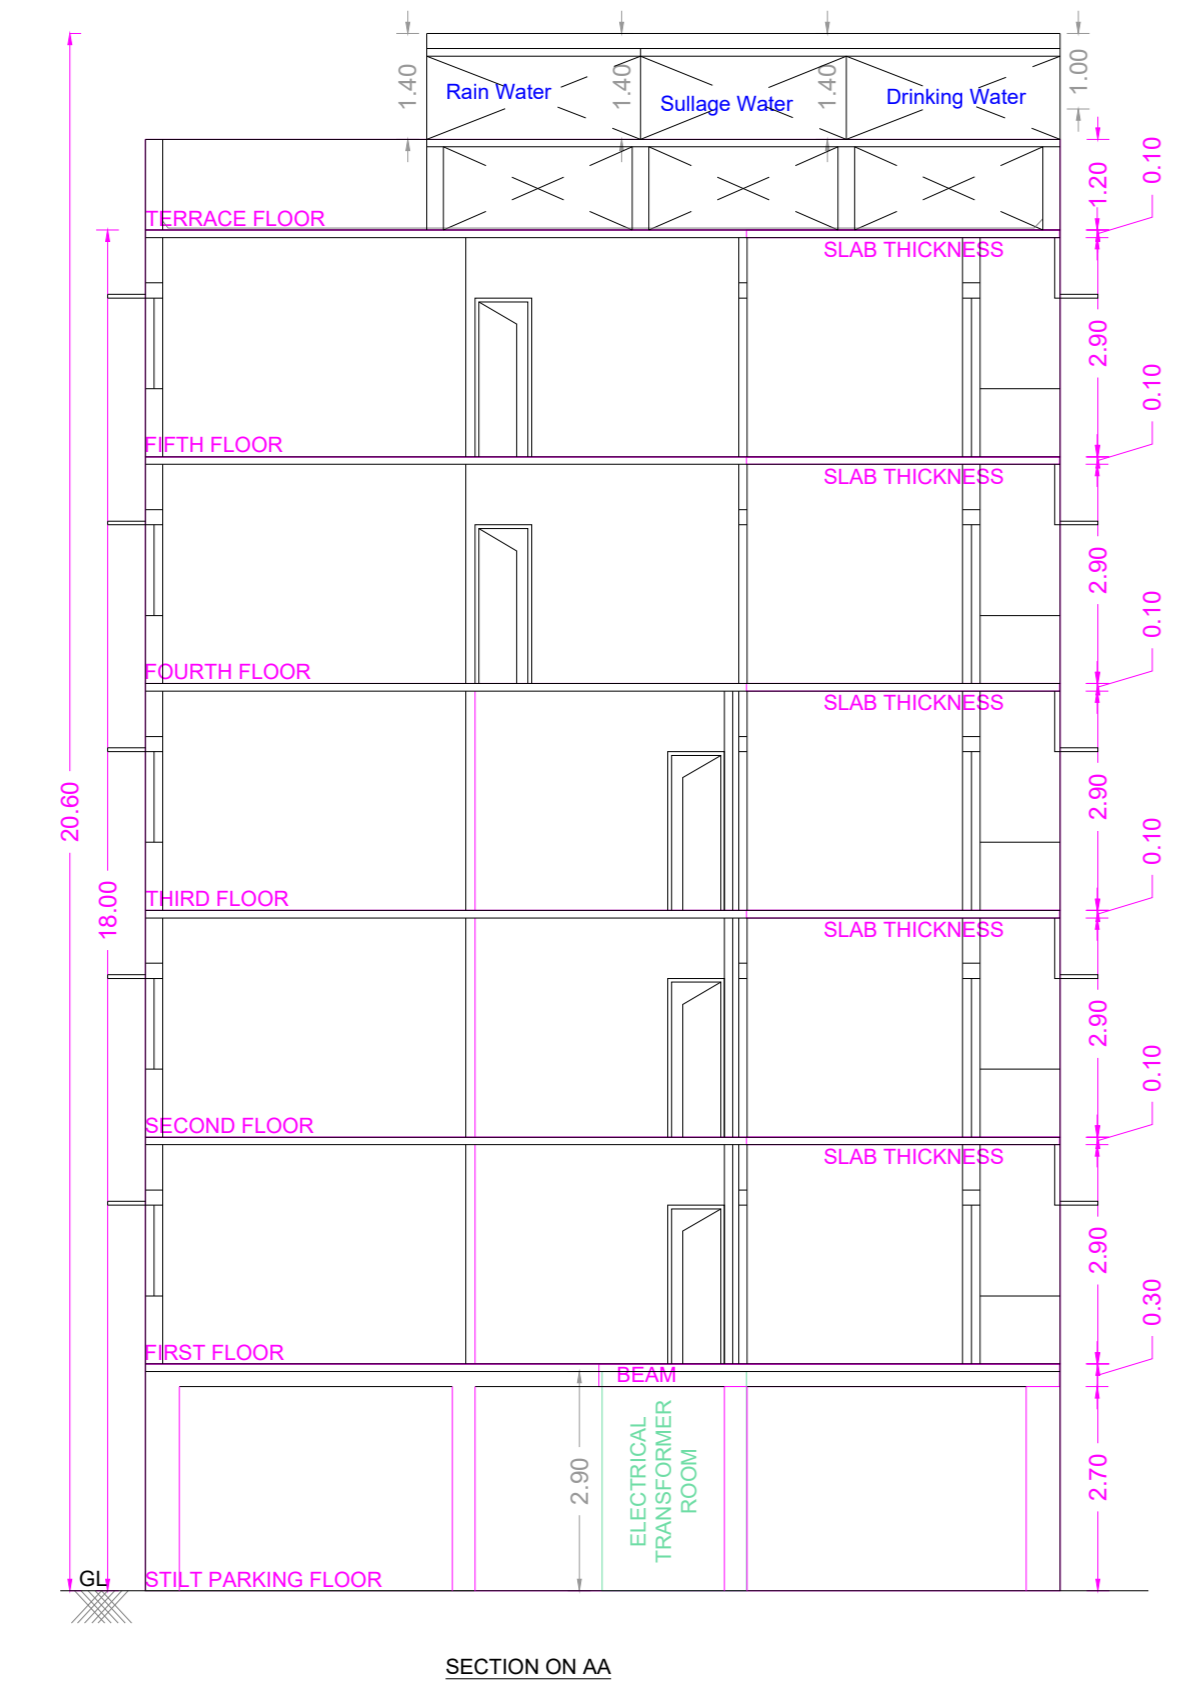 1.40
1.40
1.40
1.00
Rain Water
Sullage Water
Drinking Water
1.20
0.10
TERRACE FLOOR
SLAB THICKNESS
2.90
0.10
FIFTH FLOOR
SLAB THICKNESS
2.90
0.10
FOURTH FLOOR
SLAB THICKNESS
20.60
2.90
0.10
18.00
THIRD FLOOR
SLAB THICKNESS
2.90
0.10
SECOND FLOOR
SLAB THICKNESS
2.90
0.30
FIRST FLOOR
BEAM
2.90
ELECTRICAL
TRANSFORMER
ROOM
2.70
GL
STILT PARKING FLOOR
SECTION ON AA